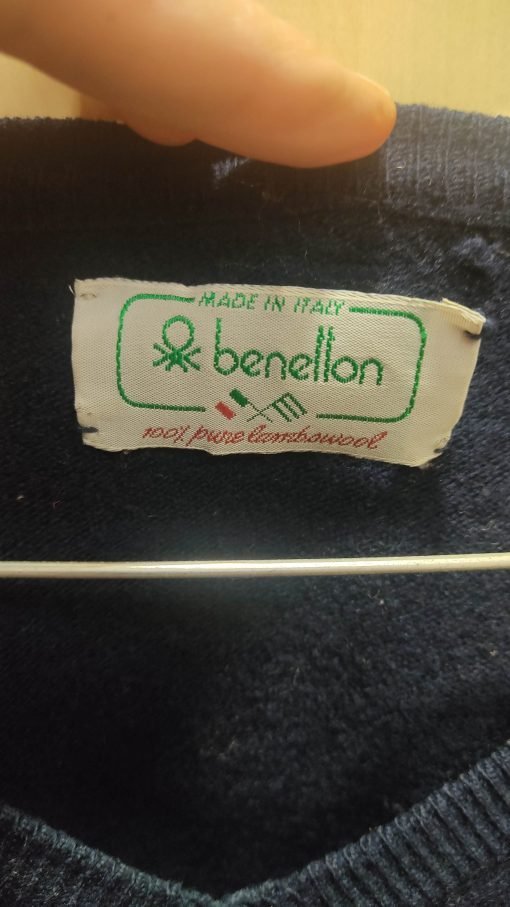 MADE IN ITALY
benetton
100% pure lambswool